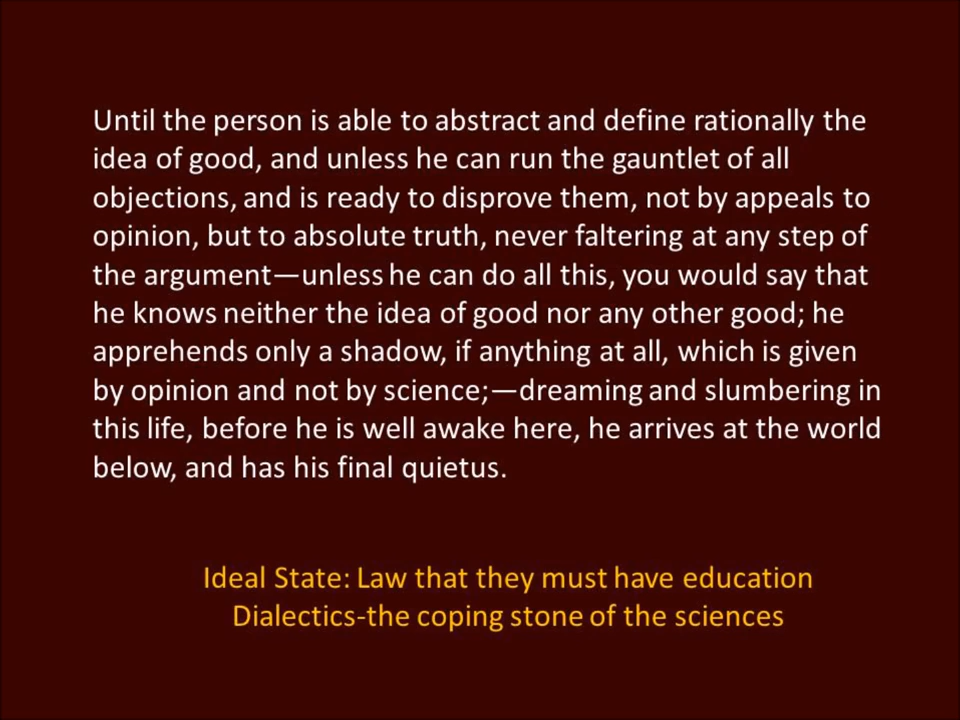 Until the person is able to abstract and define rationally the
idea of good, and unless he can run the gauntlet of all
objections, and is ready to disprove them, not by appeals to
opinion, but to absolute truth, never faltering at any step of
the argument—unless he can do all this, you would say that
he knows neither the idea of good nor any other good; he
apprehends only a shadow, if anything at all, which is given
by opinion and not by science;—dreaming and slumbering in
this life, before he is well awake here, he arrives at the world
below, and has his final quietus.
Ideal State: Law that they must have education
Dialectics-the coping stone of the sciences